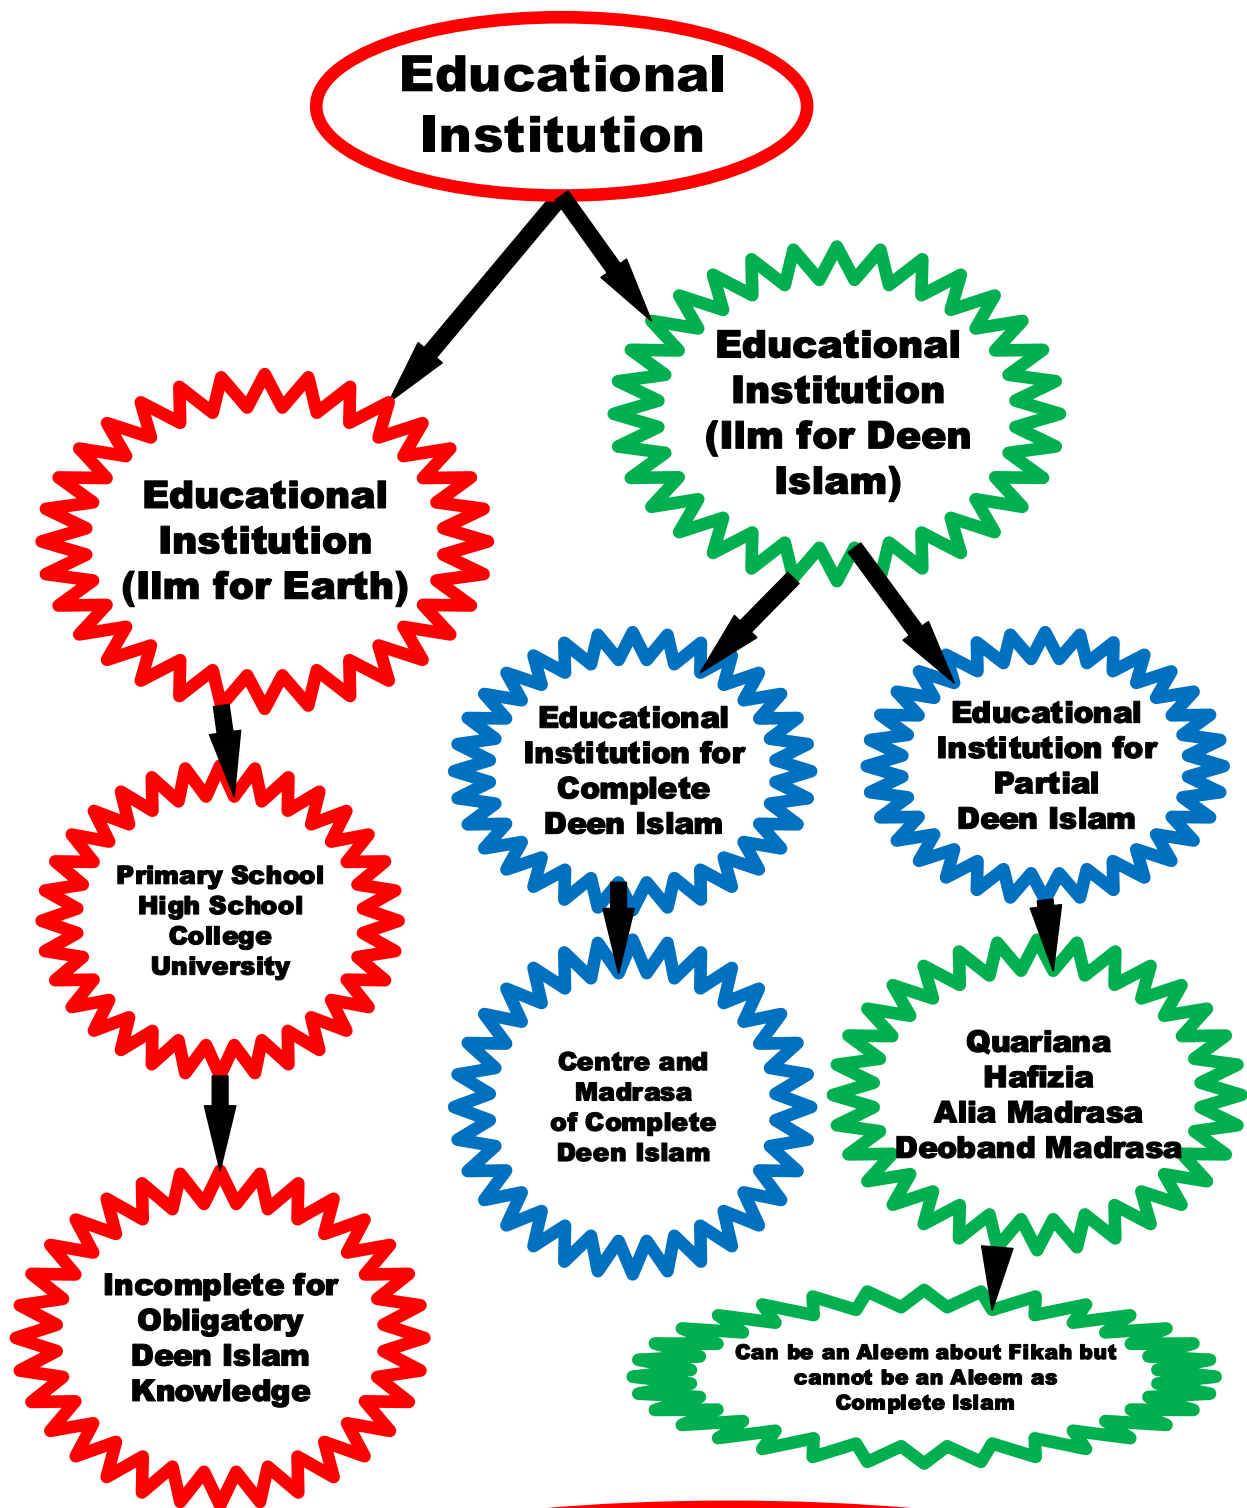 Educational
Institution
Educational
Institution
(Ilm for Deen
Islam)
Educational
Institution
(Ilm for Earth)
Educational
Institution for
Complete
Deen Islam
Educational
Institution for
Partial
Deen Islam
Primary School
High School
College
University
Centre and
Madrasa
of Complete
Deen Islam
Quariana
Hafizia
Alia Madrasa
Deoband Madrasa
Incomplete for
Obligatory
Deen Islam
Knowledge
Can be an Aleem about Fikah but
cannot be an Aleem as
Complete Islam